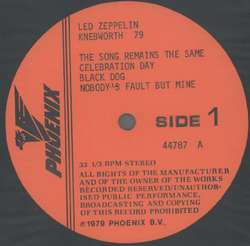 LED ZEPPELIN
KNEBWORTH 79
THE SONG REMAINS THE SAME
CELEBRATION DAY
BLACK DOG
NOBODY'S FAULT BUT MINE
PHOENIX
SIDE 1
44787 A
33 1/3 RPM STEREO
ALL RIGHTS OF THE MANUFACTURER
AND OF THE OWNER OF THE WORKS
RECORDED RESERVED/UNAUTHOR-
ISED PUBLIC PERFORMANCE,
BROADCASTING AND COPYING
OF THIS RECORD PROHIBITED
℗1979 PHOENIX B.V.